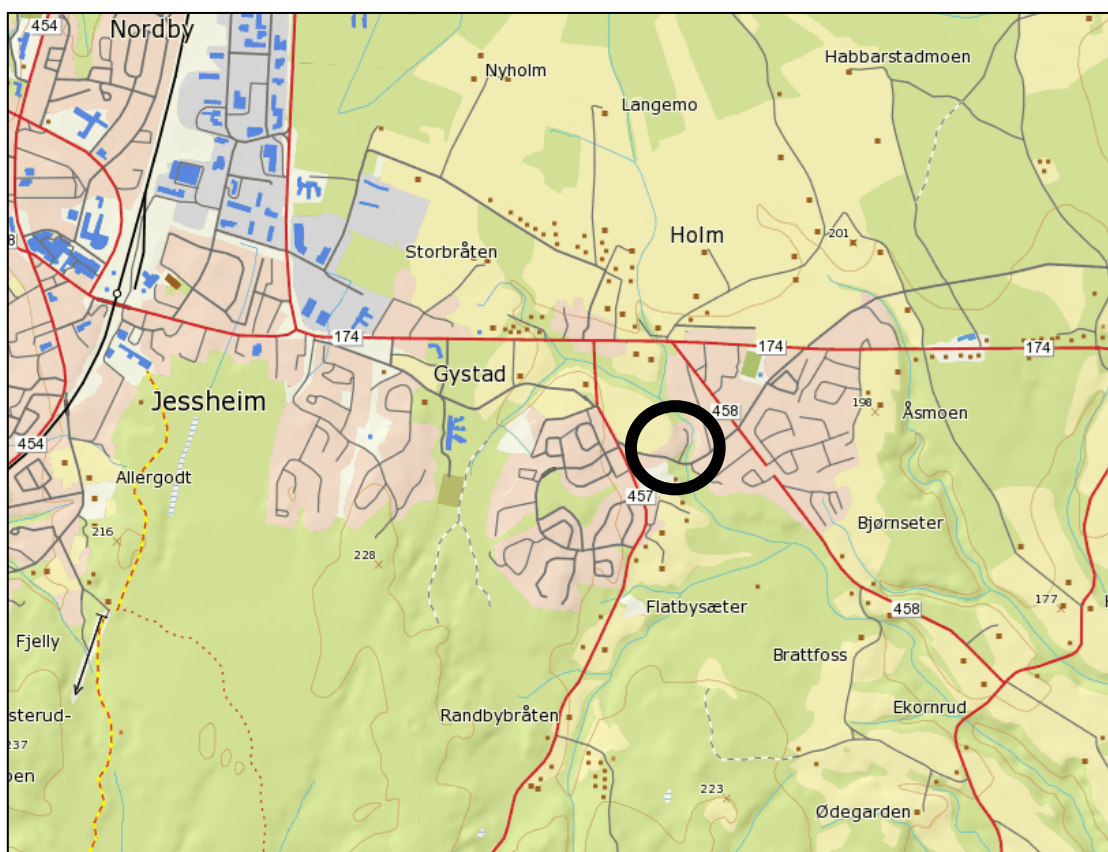 454
Nordby
Habbarstadmoen
Nyholm
Langemo
201
Holm
Storbråten
174
174
174
Gystad
Jessheim
198
Åsmoen
458
454
Allergodt
457
216
228
Bjørnseter
177
Flatbysæter
458
Fjelly
Brattfoss
sterud-
Randbybråten
Ekornrud
237
pen
223
Ødegarden